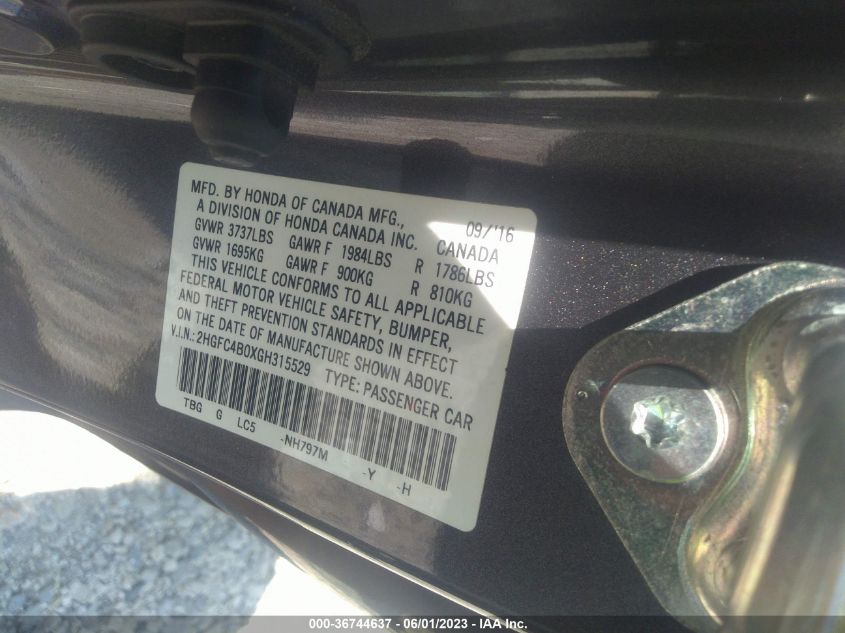 MFD. BY HONDA OF CANADA MFG., 09/'16
A DIVISION OF HONDA CANADA INC. CANADA
GVWR 3737LBS GAWR F 1984LBS R 1786LBS
GVWR 1695KG GAWR F 900KG R 810KG
THIS VEHICLE CONFORMS TO ALL APPLICABLE
FEDERAL MOTOR VEHICLE SAFETY, BUMPER,
AND THEFT PREVENTION STANDARDS IN EFFECT
ON THE DATE OF MANUFACTURE SHOWN ABOVE.
V.I.N.: 2HGFC4B0XGH315529 TYPE: PASSENGER CAR
TBG G LC5 -NH797M -Y -H
000-36744637 - 06/01/2023 - IAA Inc.